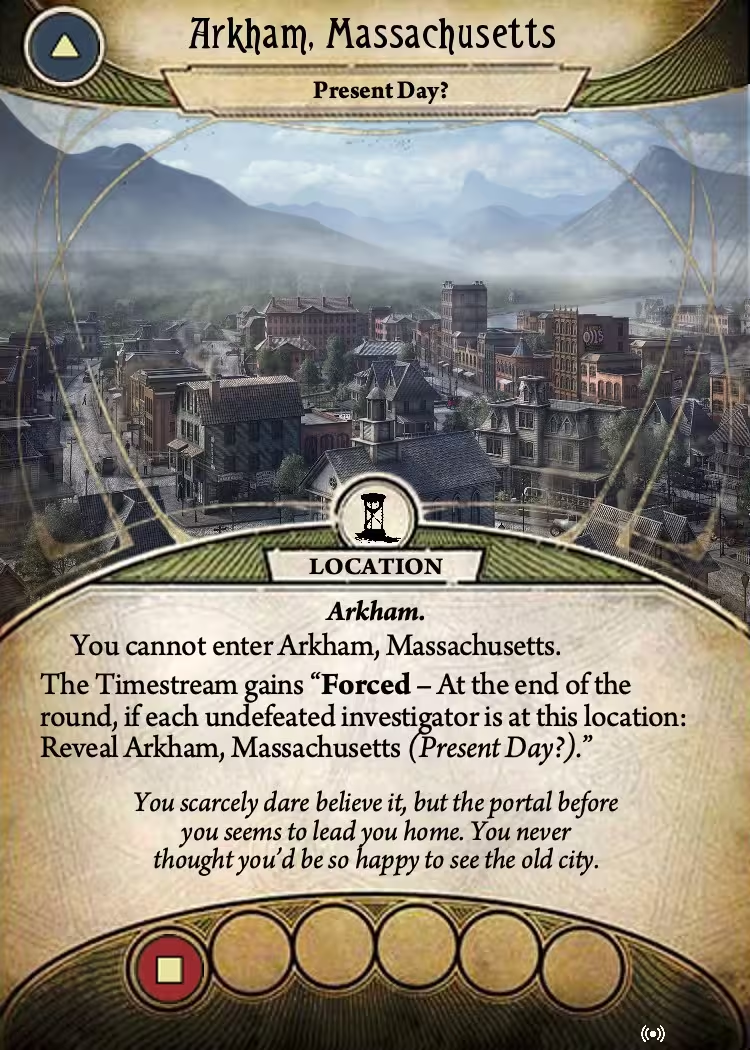 Arkham, Massachusetts
Present Day?
LOCATION
Arkham.
You cannot enter Arkham, Massachusetts.
The Timestream gains “Forced – At the end of the
round, if each undefeated investigator is at this location:
Reveal Arkham, Massachusetts (Present Day?).”
You scarcely dare believe it, but the portal before
you seems to lead you home. You never
thought you’d be so happy to see the old city.